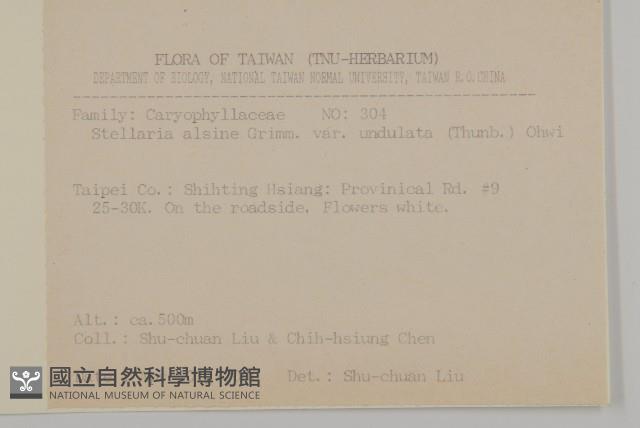 FLORA OF TAIWAN (TNU-HERBARIUM)
DEPARTMENT OF BIOLOGY, NATIONAL TAIWAN NORMAL UNIVERSITY, TAIWAN R.O.CHINA
Family: Caryophyllaceae NO: 304
Stellaria alsine Grimm. var. undulata (Thunb.) Ohwi
Taipei Co.: Shihting Hsiang: Provinical Rd. #9
25-30K. On the roadside. Flowers white.
Alt.: ca.500m
Coll.: Shu-chuan Liu & Chih-hsiung Chen
Det.: Shu-chuan Liu
國立自然科學博物館
NATIONAL MUSEUM OF NATURAL SCIENCE